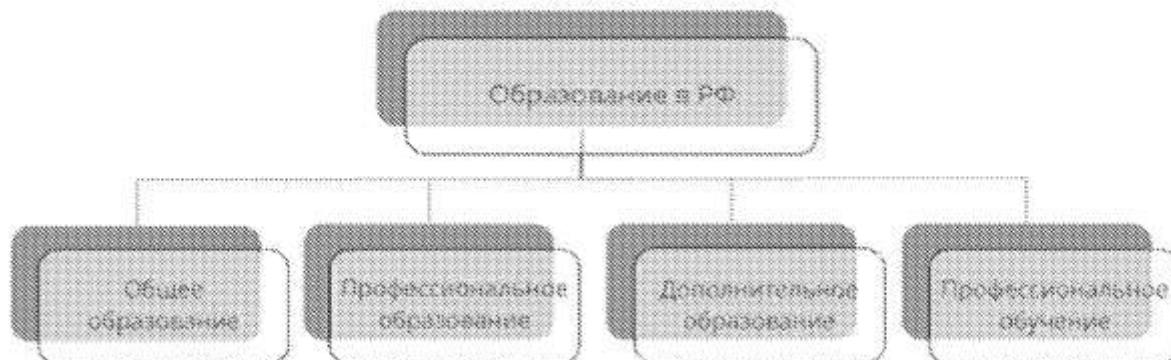 Образование в РФ
Общее
образование
Профессиональное
образование
Дополнительное
образование
Профессиональное
обучение